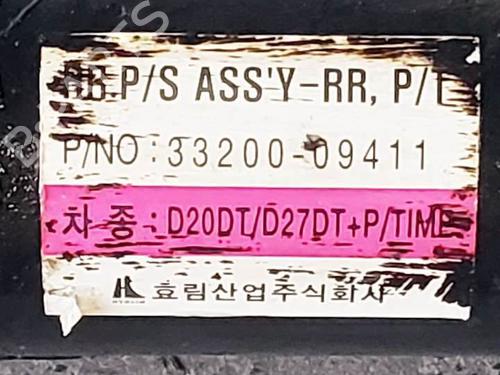 P/S ASS'Y-RR, P/T
P/NO : 33200-09411
차 종 : D20DT/D27DT+P/TIME
효림산업주식회사